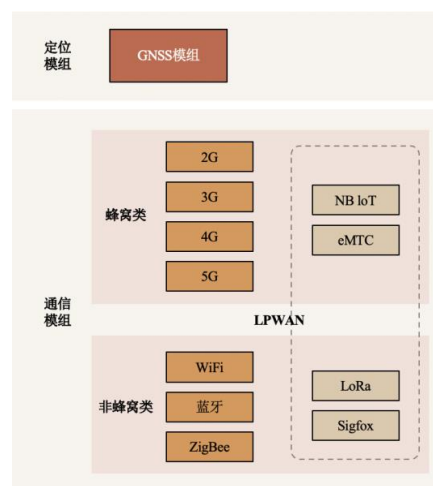 定位
模组
GNSS模组
通信
模组
蜂窝类
2G
3G
4G
5G
NB loT
eMTC
LPWAN
非蜂窝类
WiFi
蓝牙
ZigBee
LoRa
Sigfox